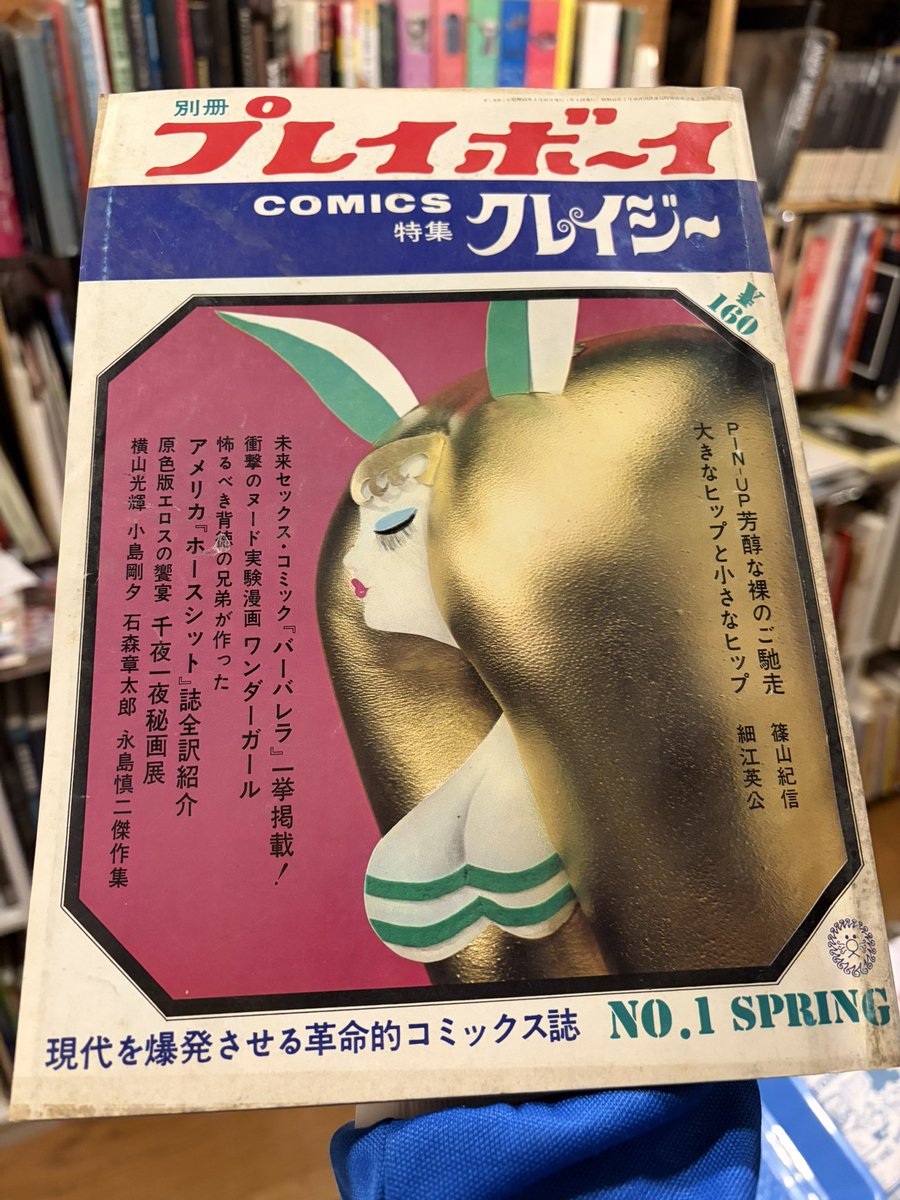 別冊
プレイボーイ
COMICS
特集 クレイジー
¥160
PIN-UP芳醇な裸のご馳走 篠山紀信
大きなヒップと小さなヒップ 細江英公
未来セックス・コミック『バーバレラ』一挙掲載!
衝撃のヌード実験漫画 ワンダーガール
怖るべき背徳の兄弟が作った
アメリカ『ホースシット』誌全訳紹介
原色版エロスの饗宴 千夜一夜秘画展
横山光輝 小島剛夕 石森章太郎 永島慎二傑作集
現代を爆発させる革命的コミックス誌
NO.1 SPRING